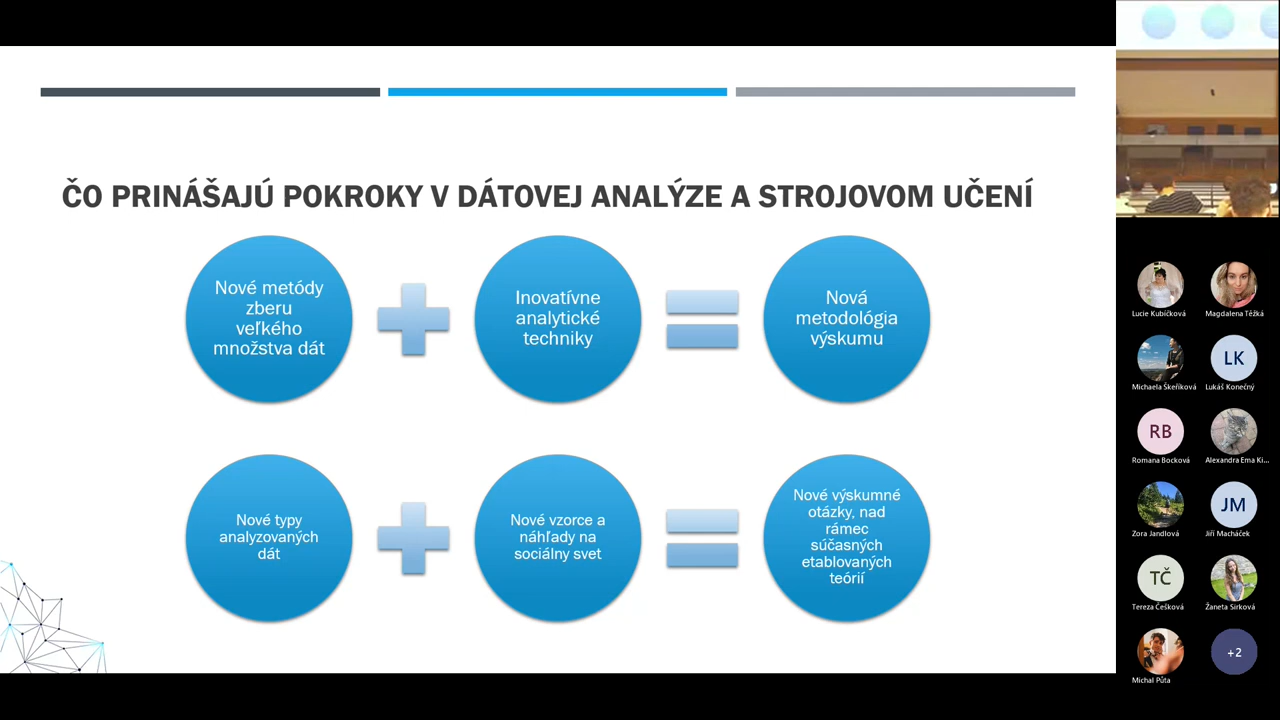 ČO PRINÁŠAJÚ POKROKY V DÁTOVEJ ANALÝZE A STROJOVOM UČENÍ
Nové metódy
zberu
veľkého
množstva dát
Inovatívne
analytické
techniky
Nová
metodológia
výskumu
Nové typy
analyzovaných
dát
Nové vzorce a
náhľady na
sociálny svet
Nové výskumné
otázky, nad
rámec
súčasných
etablovaných
teórií
Lucie Kubíčková
Magdalena Těžká
Michaela Škeříková
LK
Lukáš Konečný
RB
Romana Bocková
Alexandra Ema Ki...
Zora Jandlová
JM
Jiří Macháček
TČ
Tereza Češková
Žaneta Sirková
Michal Půta
+2